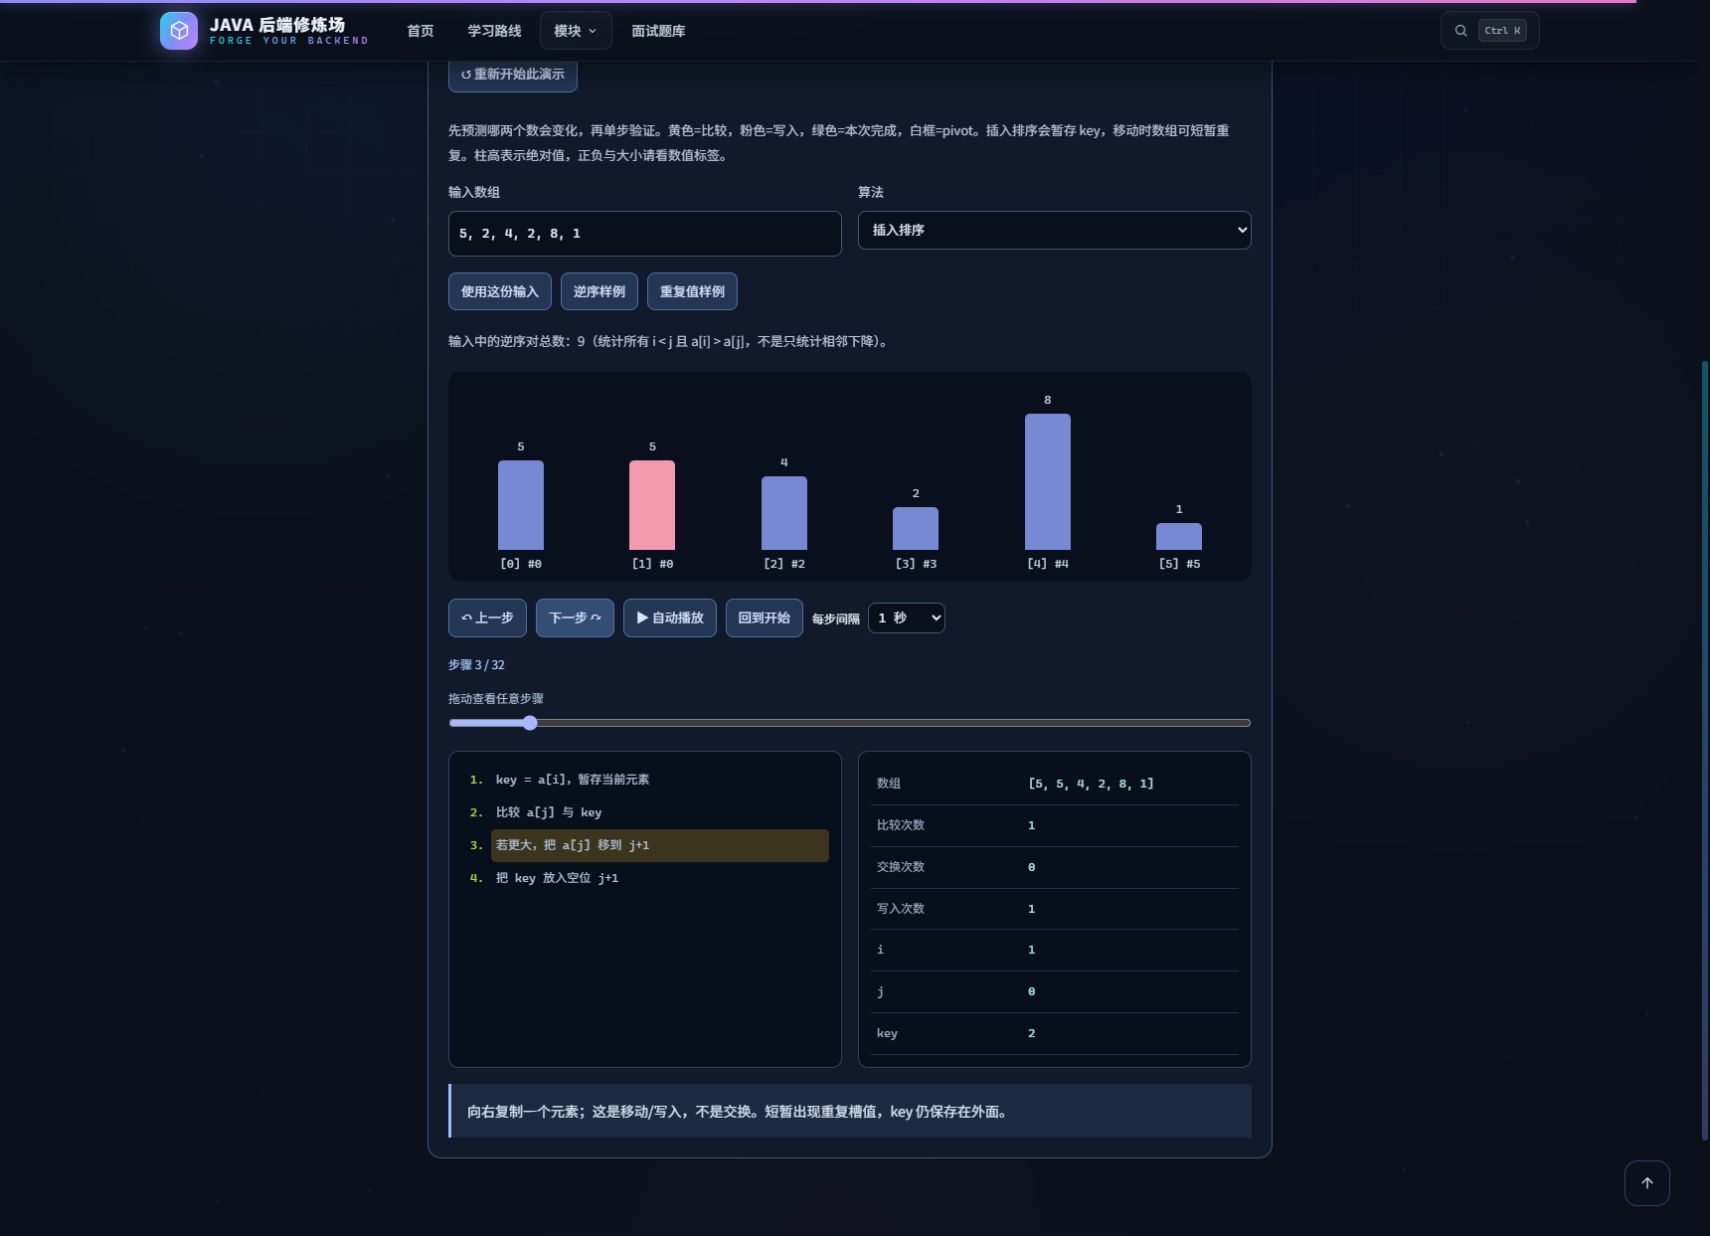 JAVA 后端修炼场
FORGE YOUR BACKEND
首页
学习路线
模块
面试题库
Ctrl K
↺ 重新开始此演示
先预测哪两个数会变化，再单步验证。黄色=比较，粉色=写入，绿色=本次完成，白框=pivot。插入排序会暂存 key，移动时数组可短暂重
复。柱高表示绝对值，正负与大小请看数值标签。
输入数组
算法
5, 2, 4, 2, 8, 1
插入排序
使用这份输入
逆序样例
重复值样例
输入中的逆序对总数：9（统计所有 i < j 且 a[i] > a[j]，不是只统计相邻下降）。
5
5
4
2
8
1
[0] #0
[1] #0
[2] #2
[3] #3
[4] #4
[5] #5
↶ 上一步
下一步 ↷
▶ 自动播放
回到开始
每步间隔
1 秒
步骤 3 / 32
拖动查看任意步骤
1. key = a[i]，暂存当前元素
2. 比较 a[j] 与 key
3. 若更大，把 a[j] 移到 j+1
4. 把 key 放入空位 j+1
数组 [5, 5, 4, 2, 8, 1]
比较次数 1
交换次数 0
写入次数 1
i 1
j 0
key 2
向右复制一个元素；这是移动/写入，不是交换。短暂出现重复槽值，key 仍保存在外面。